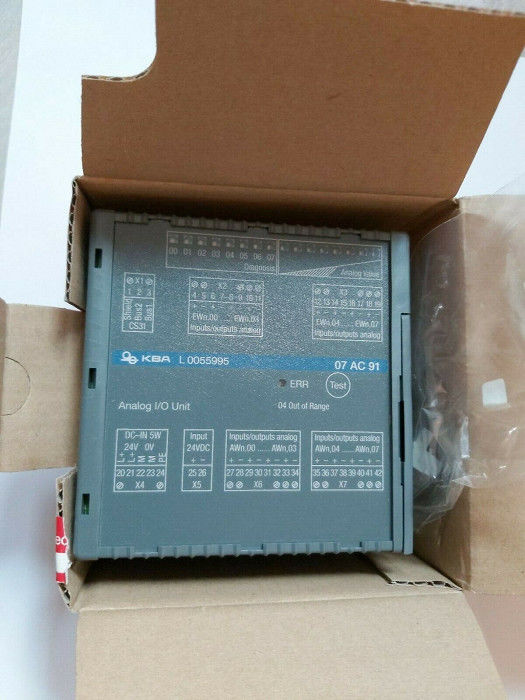 00 01 02 03 04 05 06 07
Diagnosis
Analog Value
X1
1 2 3
Shield
Bus2
Bus1
CS31
X2
4 5 6 7 8 9 10 11
+ - + - + - + -
EWn,00 ... EWn,03
Inputs/outputs analog
X3
12 13 14 15 16 17 18 19
+ - + - + - + -
EWn,04 ..... EWn,07
Inputs/outputs analog
KBA L 0055995 07 AC 91
ERR
Test
Analog I/O Unit
04 Out of Range
DC-IN 5W
24V 0V
L+ L+ M M PE
20 21 22 23 24
X4
Input
24VDC
+ -
25 26
X5
Inputs/outputs analog
AWn,00 ..... AWn,03
+ - + - + - + -
27 28 29 30 31 32 33 34
X6
Inputs/outputs analog
AWn,04 ..... AWn,07
+ - + - + - + -
35 36 37 38 39 40 41 42
X7